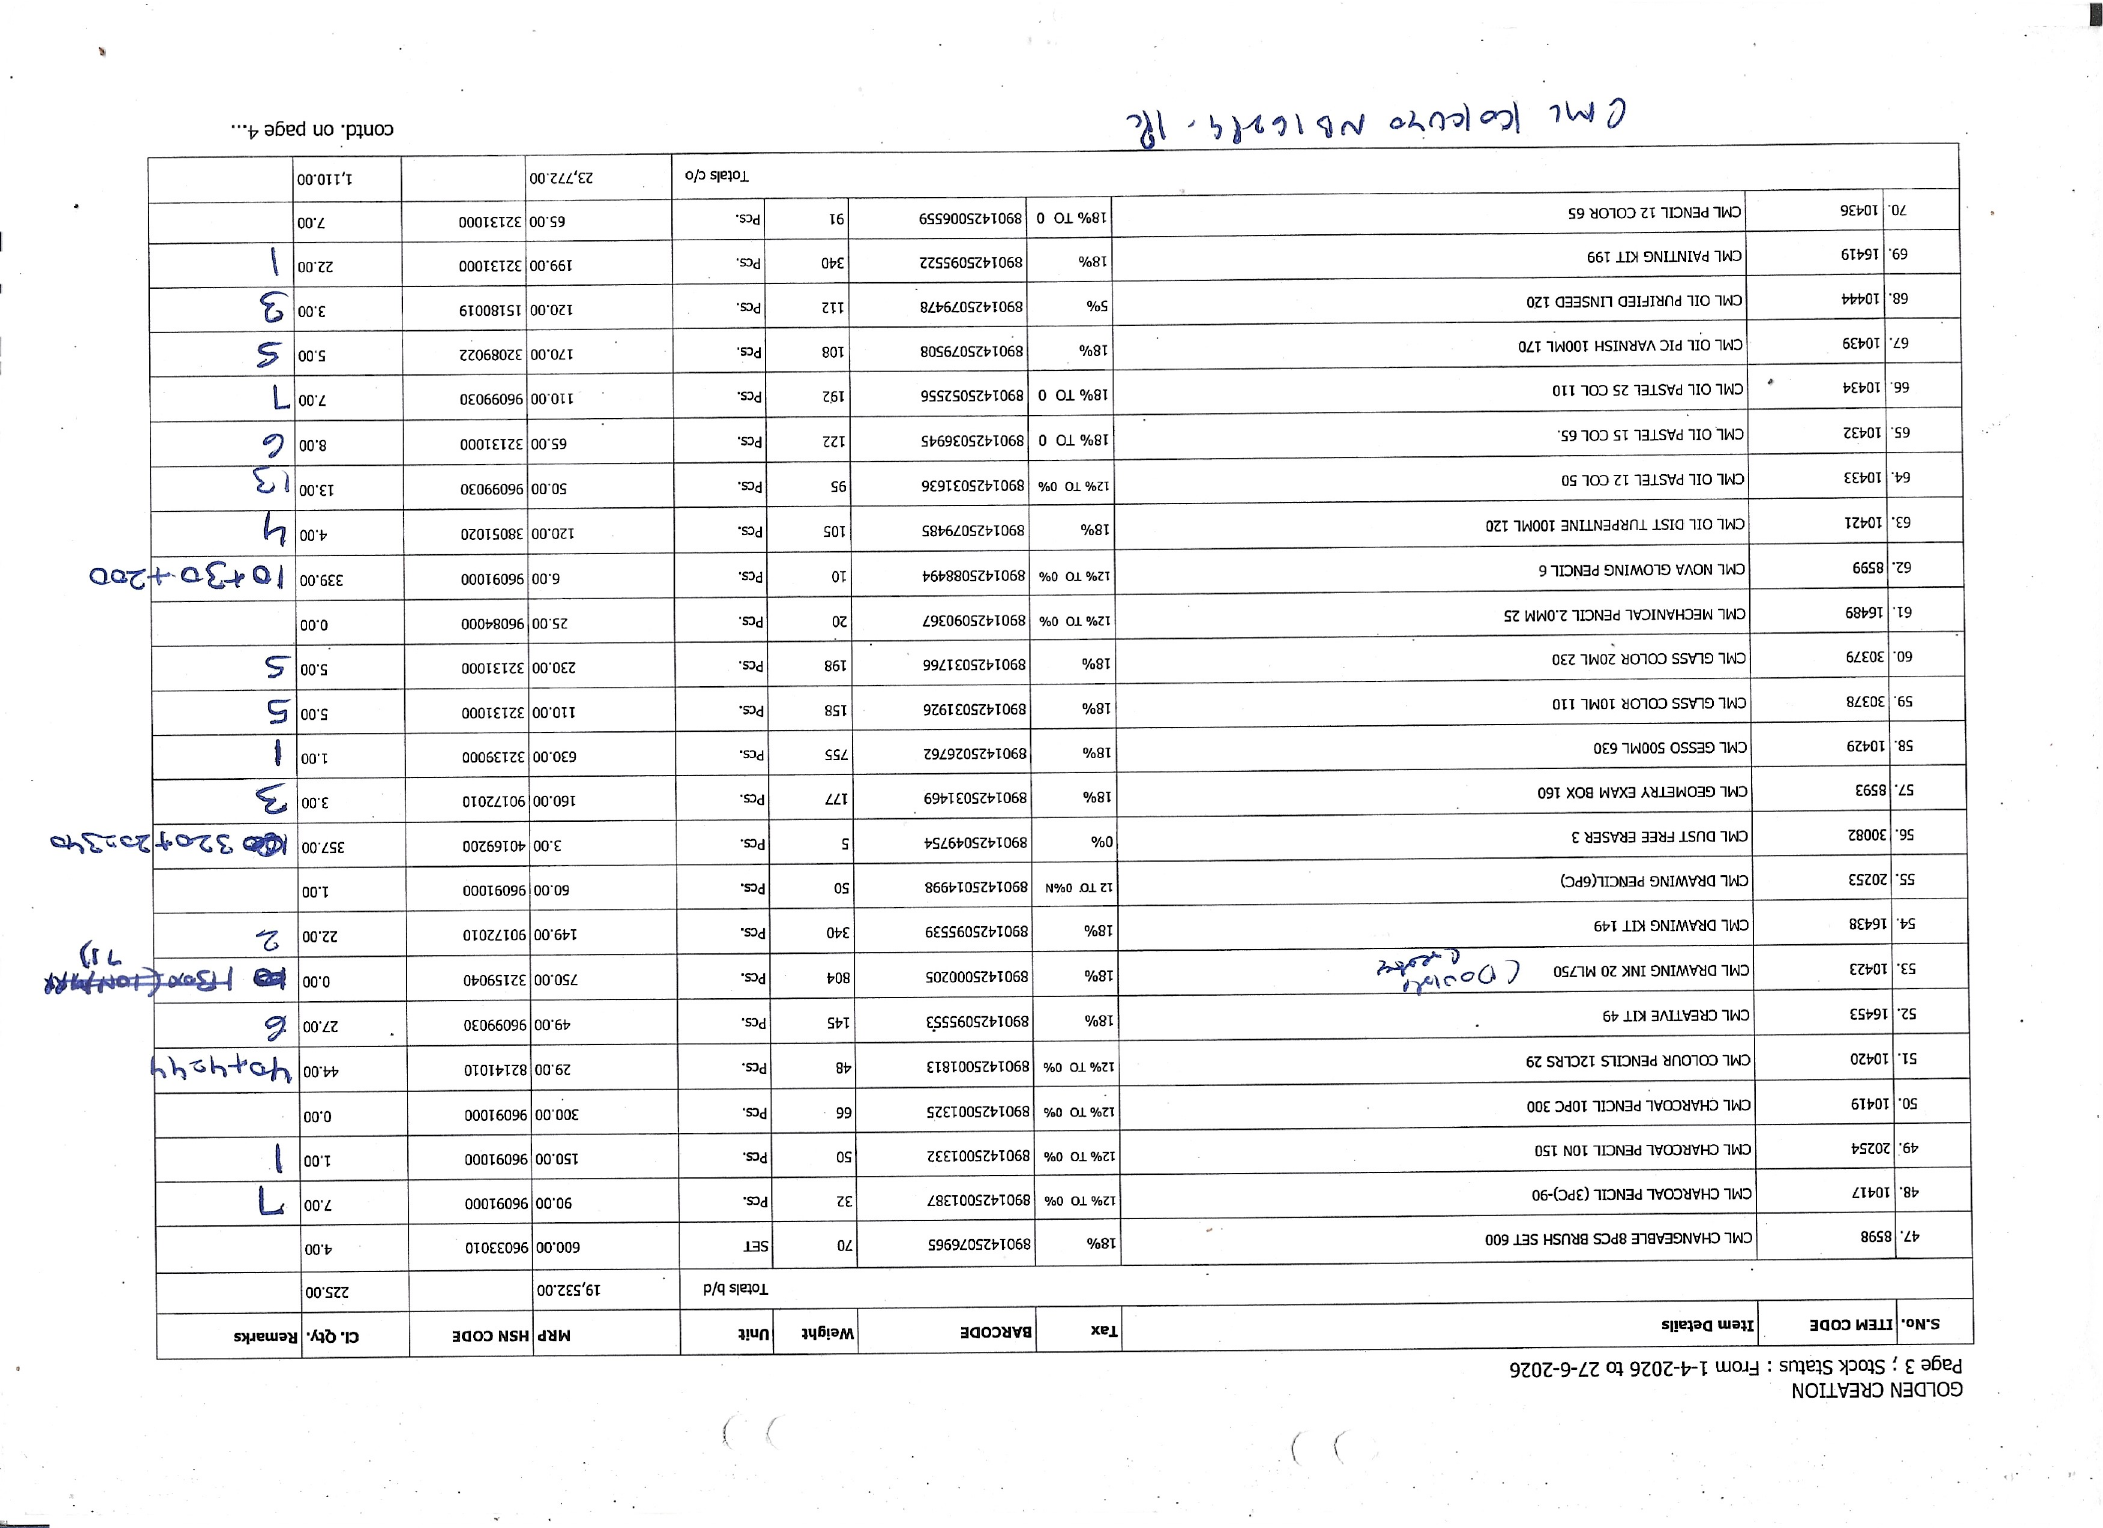 GOLDEN CREATION
Page 3 ; Stock Status : From 1-4-2026 to 27-6-2026
S.No. ITEM CODE Item Details Tax BARCODE Weight Unit MRP HSN CODE Cl. Qty. Remarks
Totals b/d 19,532.00 225.00
47. 8598 CML CHANGEABLE 8PCS BRUSH SET 600 18% 8901425076965 70 SET 600.00 96033010 4.00
48. 10417 CML CHARCOAL PENCIL (3PC)-90 12% TO 0% 8901425001387 32 Pcs. 90.00 96091000 7.00 7
49. 20254 CML CHARCOAL PENCIL 10N 150 12% TO 0% 8901425001332 50 Pcs. 150.00 96091000 1.00 1
50. 10419 CML CHARCOAL PENCIL 10PC 300 12% TO 0% 8901425001325 66 Pcs. 300.00 96091000 0.00
51. 10420 CML COLOUR PENCILS 12CLRS 29 12% TO 0% 8901425001813 48 Pcs. 29.00 82141010 44.00 40+4=44
52. 16453 CML CREATIVE KIT 49 18% 8901425095553 145 Pcs. 49.00 96099030 27.00 6
53. 10423 CML DRAWING INK 20 ML750 (Double 18% 8901425000205 804 Pcs. 750.00 32159040 0.00 1 Box
54. 16438 CML DRAWING KIT 149 18% 8901425095539 340 Pcs. 149.00 90172010 22.00 2
55. 20253 CML DRAWING PENCIL(6PC) 12 TO 0%N 8901425014998 50 Pcs. 60.00 96091000 1.00
56. 30082 CML DUST FREE ERASER 3 0% 8901425049754 5 Pcs. 3.00 40169200 357.00 320+20=340
57. 8593 CML GEOMETRY EXAM BOX 160 18% 8901425031469 177 Pcs. 160.00 90172010 3.00 3
58. 10429 CML GESSO 500ML 630 18% 8901425026762 755 Pcs. 630.00 32139000 1.00 1
59. 30378 CML GLASS COLOR 10ML 110 18% 8901425031926 158 Pcs. 110.00 32131000 5.00 5
60. 30379 CML GLASS COLOR 20ML 230 18% 8901425031766 198 Pcs. 230.00 32131000 5.00 5
61. 16489 CML MECHANICAL PENCIL 2.0MM 25 12% TO 0% 8901425090367 20 Pcs. 25.00 96084000 0.00
62. 8599 CML NOVA GLOWING PENCIL 6 12% TO 0% 8901425088494 10 Pcs. 6.00 96091000 339.00 10+30+200
63. 10421 CML OIL DIST TURPENTINE 100ML 120 18% 8901425079485 105 Pcs. 120.00 38051020 4.00 4
64. 10433 CML OIL PASTEL 12 COL 50 12% TO 0% 8901425031636 95 Pcs. 50.00 96099030 13.00 13
65. 10432 CML OIL PASTEL 15 COL 65. 18% TO 0 8901425036945 122 Pcs. 65.00 32131000 8.00 6
66. 10434 CML OIL PASTEL 25 COL 110 18% TO 0 8901425052556 192 Pcs. 110.00 96099030 7.00 7
67. 10439 CML OIL PIC VARNISH 100ML 170 18% 8901425079508 108 Pcs. 170.00 32089022 5.00 5
68. 10444 CML OIL PURIFIED LINSEED 120 5% 8901425079478 112 Pcs. 120.00 15180019 3.00 3
69. 16419 CML PAINTING KIT 199 18% 8901425095522 340 Pcs. 199.00 32131000 22.00 1
70. 10436 CML PENCIL 12 COLOR 65 18% TO 0 8901425006559 91 Pcs. 65.00 32131000 7.00
Totals c/o 23,772.00 1,110.00
contd. on page 4...
CML